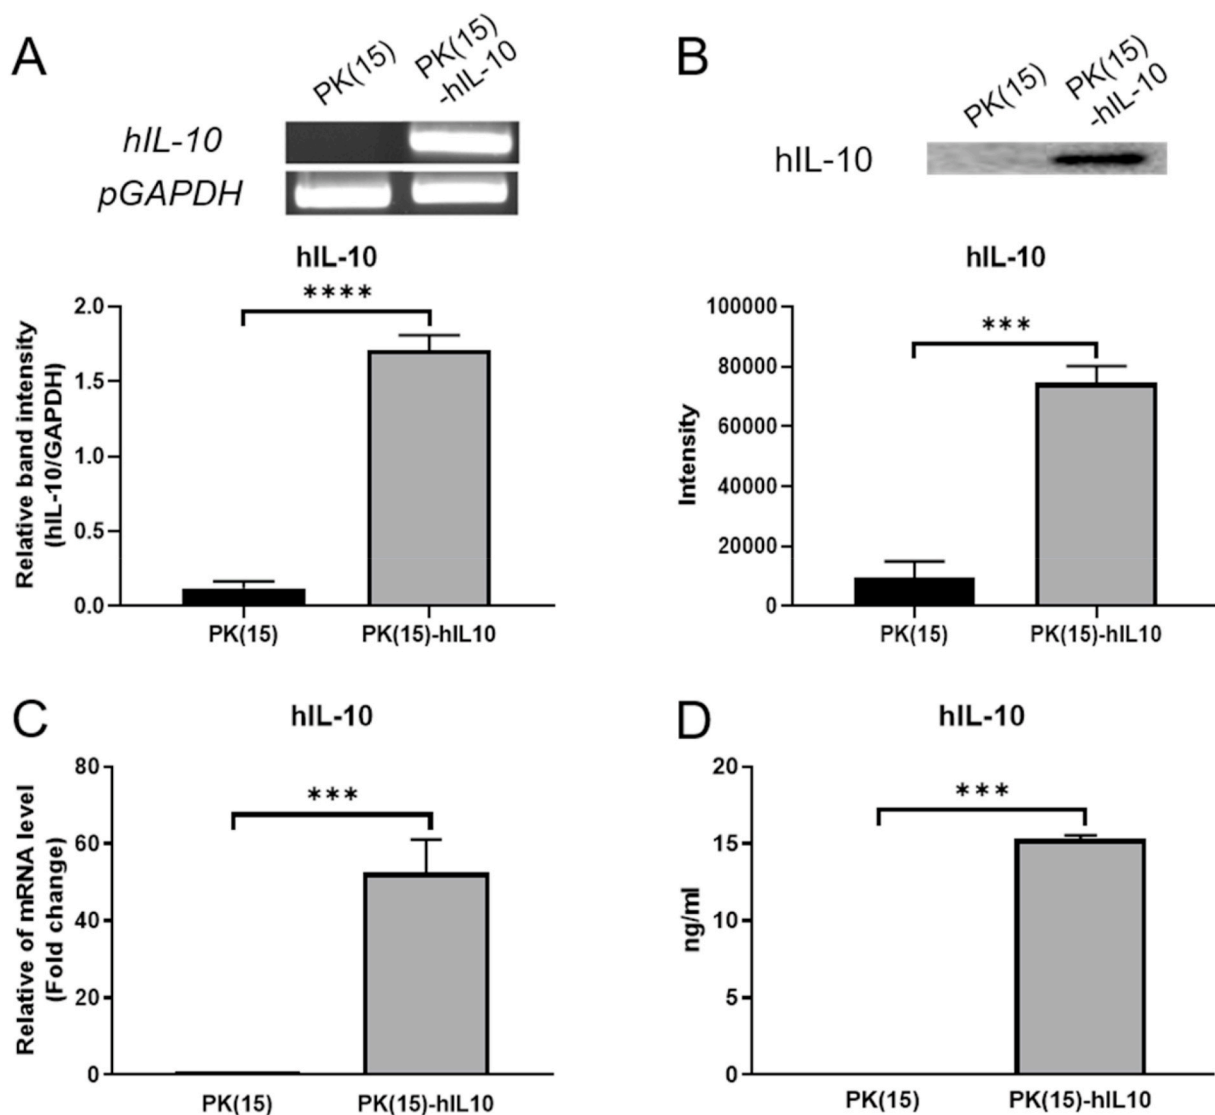 A
PK(15)
PK(15)
-hIL-10
hIL-10
pGAPDH
hIL-10
****
2.0
1.5
1.0
0.5
0.0
Relative band intensity
(hIL-10/GAPDH)
PK(15)
PK(15)-hIL10
B
PK(15)
PK(15)
-hIL-10
hIL-10
hIL-10
***
100000
80000
60000
40000
20000
0
Intensity
PK(15)
PK(15)-hIL10
C
hIL-10
***
80
60
40
20
0
Relative of mRNA level
(Fold change)
PK(15)
PK(15)-hIL10
D
hIL-10
***
20
15
10
5
0
ng/ml
PK(15)
PK(15)-hIL10